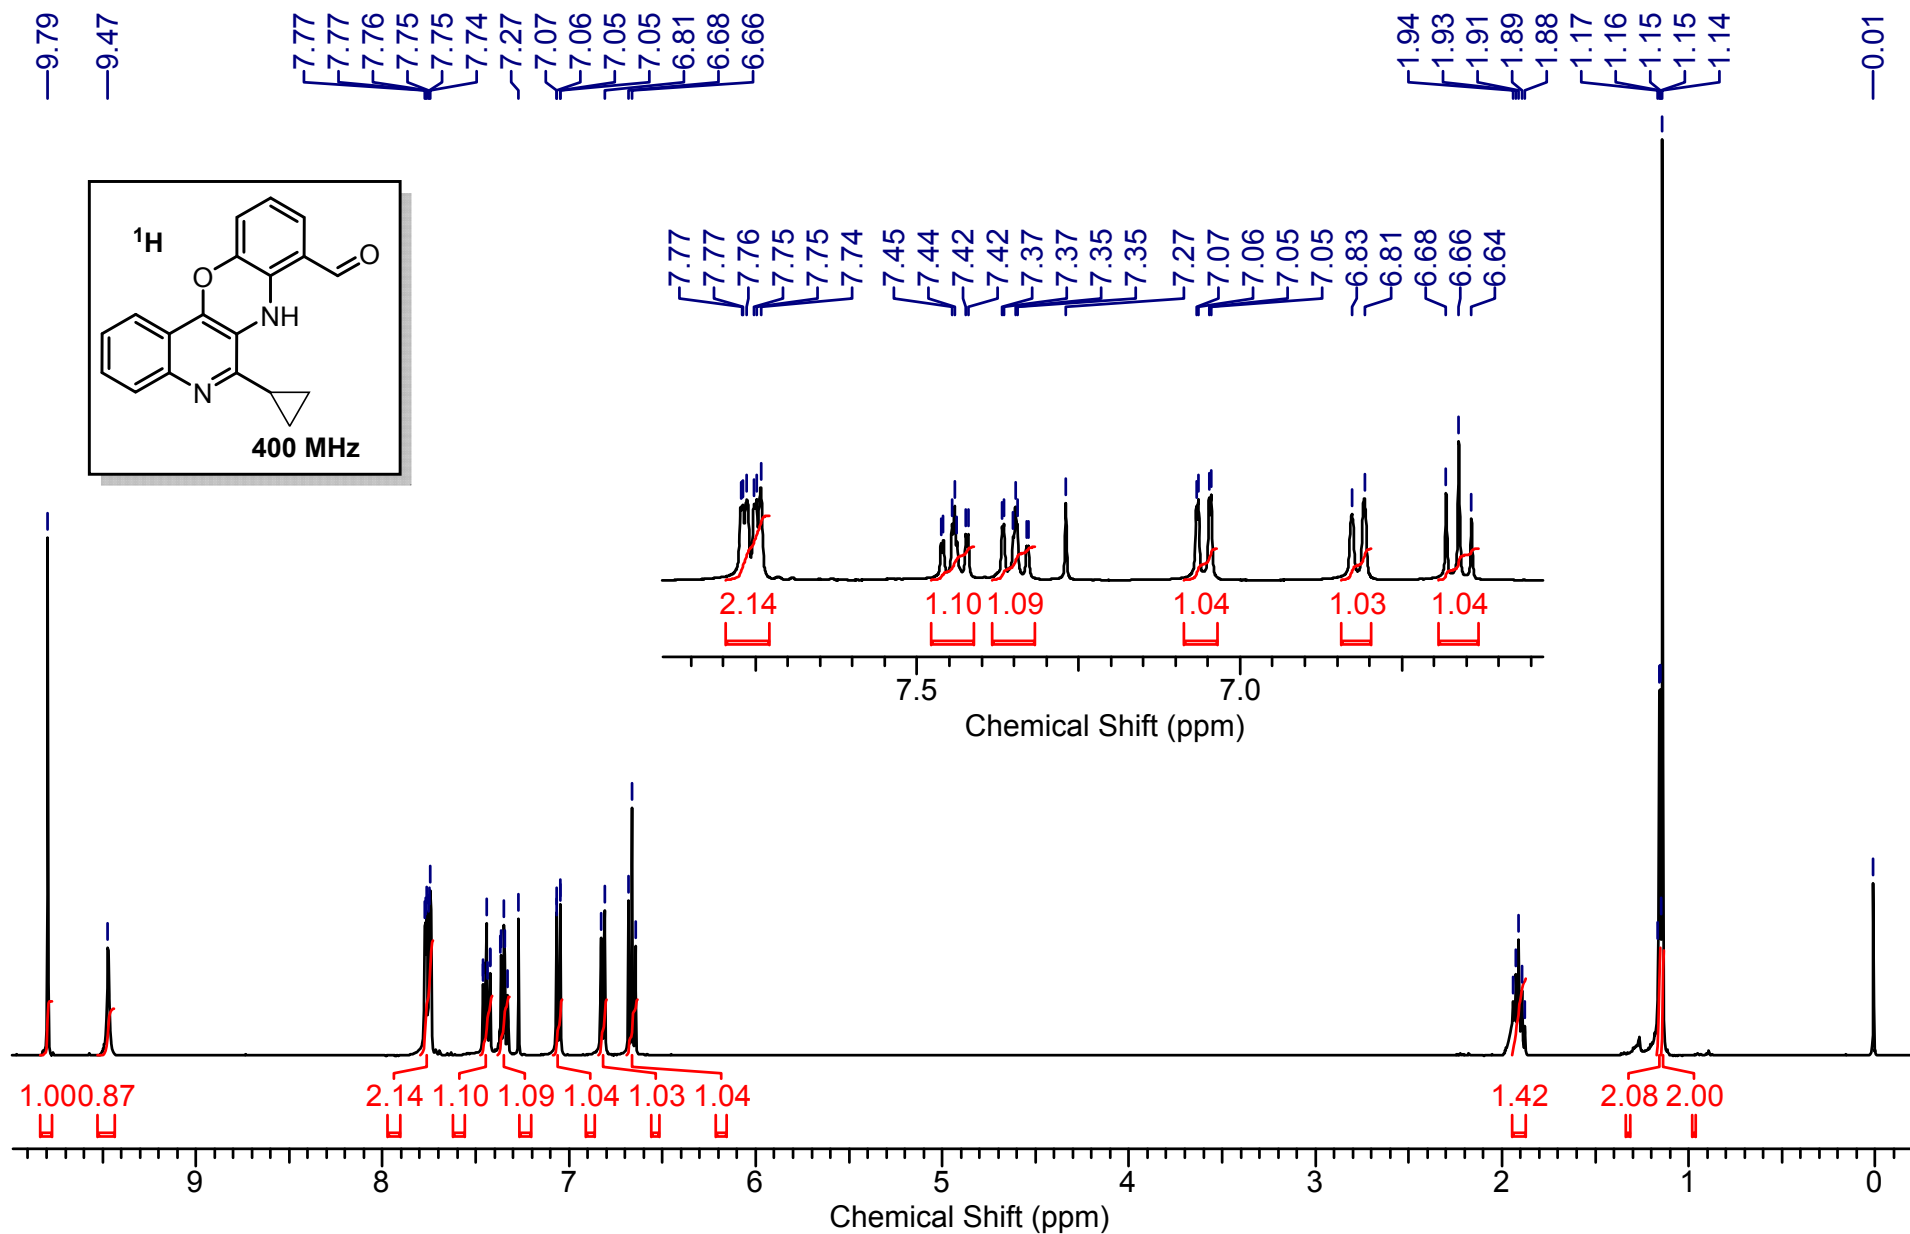 9.79 9.47 7.77 7.77 7.76 7.75 7.75 7.74 7.27 7.07 7.06 7.05 7.05 6.81 6.68 6.66 1.94 1.93 1.91 1.89 1.88 1.17 1.16 1.15 1.15 1.14 0.01
¹H
O
O
NH
N
400 MHz
7.77 7.77 7.76 7.75 7.75 7.74 7.45 7.44 7.42 7.42 7.37 7.37 7.35 7.35 7.27 7.07 7.06 7.05 7.05 6.83 6.81 6.68 6.66 6.64
2.14 1.10 1.09 1.04 1.03 1.04
7.5 7.0
Chemical Shift (ppm)
1.00 0.87 2.14 1.10 1.09 1.04 1.03 1.04 1.42 2.08 2.00
9 8 7 6 5 4 3 2 1 0
Chemical Shift (ppm)